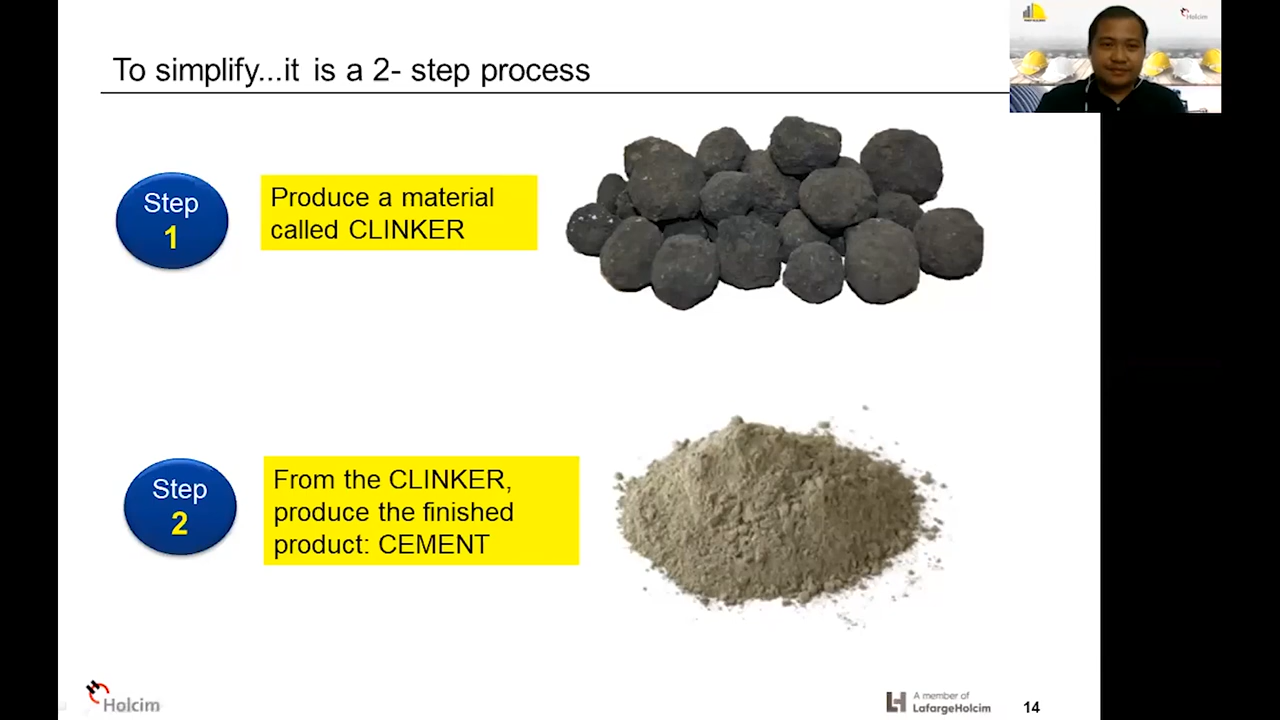 To simplify...it is a 2- step process
Step
1
Produce a material
called CLINKER
Step
2
From the CLINKER,
produce the finished
product: CEMENT
Holcim
A member of
LafargeHolcim
14
Holcim